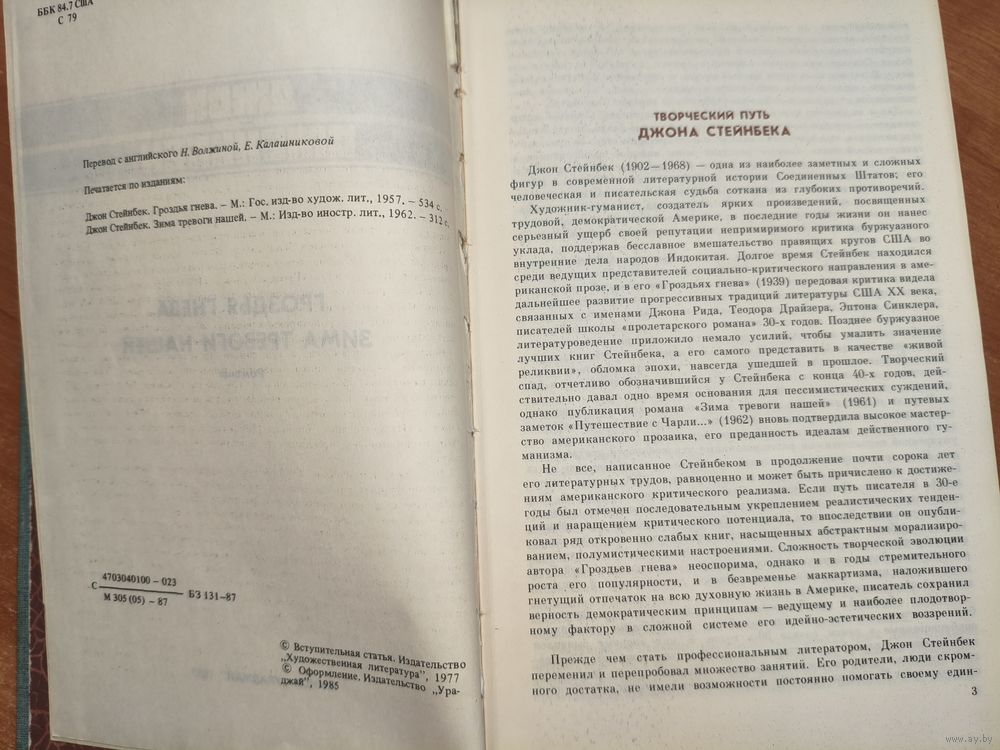 ББК 84.7 США
С 79
Перевод с английского Н. Волжиной, Е. Калашниковой
Печатается по изданиям:
Джон Стейнбек. Гроздья гнева. – М.: Гос. изд-во худож. лит., 1957. – 534 с.
Джон Стейнбек. Зима тревоги нашей. – М.: Изд-во иностр. лит., 1962. – 312 с.
ГРОЗДЬЯ ГНЕВА
ЗИМА ТРЕВОГИ НАШЕЙ
Романы
С 4703040100 – 023
М 305 (05) – 87
БЗ 131–87
© Вступительная статья. Издательство
„Художественная литература", 1977
© Оформление. Издательство „Ура-
джай", 1985
ТВОРЧЕСКИЙ ПУТЬ
ДЖОНА СТЕЙНБЕКА
Джон Стейнбек (1902—1968) — одна из наиболее заметных и сложных
фигур в современной литературной истории Соединенных Штатов; его
человеческая и писательская судьба соткана из глубоких противоречий.
Художник-гуманист, создатель ярких произведений, посвященных
трудовой, демократической Америке, в последние годы жизни он нанес
серьезный ущерб своей репутации непримиримого критика буржуазного
уклада, поддержав бесславное вмешательство правящих кругов США во
внутренние дела народов Индокитая. Долгое время Стейнбек находился
среди ведущих представителей социально-критического направления в аме-
риканской прозе, и в его «Гроздьях гнева» (1939) передовая критика видела
дальнейшее развитие прогрессивных традиций литературы США XX века,
связанных с именами Джона Рида, Теодора Драйзера, Эптона Синклера,
писателей школы «пролетарского романа» 30-х годов. Позднее буржуазное
литературоведение приложило немало усилий, чтобы умалить значение
лучших книг Стейнбека, а его самого представить в качестве «живой
реликвии», обломка эпохи, навсегда ушедшей в прошлое. Творческий
спад, отчетливо обозначившийся у Стейнбека с конца 40-х годов, дей-
ствительно давал одно время основания для пессимистических суждений,
однако публикация романа «Зима тревоги нашей» (1961) и путевых
заметок «Путешествие с Чарли...» (1962) вновь подтвердила высокое мастер-
ство американского прозаика, его преданность идеалам действенного гу-
манизма.
Не все, написанное Стейнбеком в продолжение почти сорока лет
его литературных трудов, равноценно и может быть причислено к достиже-
ниям американского критического реализма. Если путь писателя в 30-е
годы был отмечен последовательным укреплением реалистических тенден-
ций и наращением критического потенциала, то впоследствии он опубли-
ковал ряд откровенно слабых книг, насыщенных абстрактным морализиро-
ванием, полумистическими настроениями. Сложность творческой эволюции
автора «Гроздьев гнева» неоспорима, однако и в годы стремительного
роста его популярности, и в безвременье маккартизма, наложившего
гнетущий отпечаток на всю духовную жизнь в Америке, писатель сохранил
верность демократическим принципам — ведущему и наиболее плодотвор-
ному фактору в сложной системе его идейно-эстетических воззрений.
Прежде чем стать профессиональным литератором, Джон Стейнбек
переменил и перепробовал множество занятий. Его родители, люди скром-
ного достатка, не имели возможности постоянно помогать своему един-
3
www.ay.by